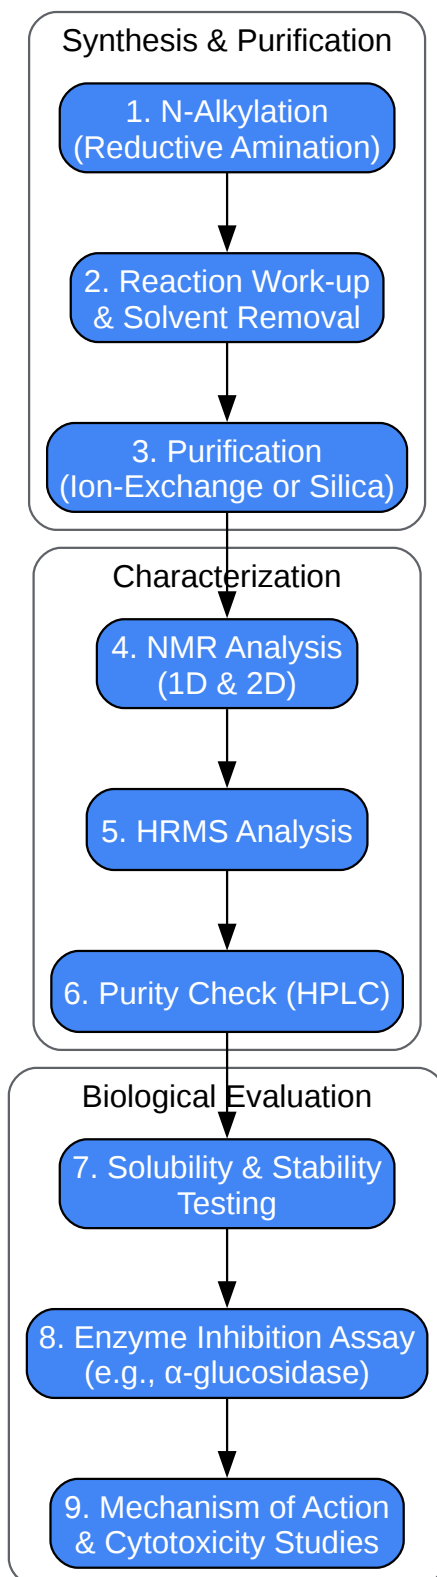 Synthesis & Purification
1. N-Alkylation
(Reductive Amination)
2. Reaction Work-up
& Solvent Removal
3. Purification
(Ion-Exchange or Silica)
Characterization
4. NMR Analysis
(1D & 2D)
5. HRMS Analysis
6. Purity Check (HPLC)
Biological Evaluation
7. Solubility & Stability
Testing
8. Enzyme Inhibition Assay
(e.g., α-glucosidase)
9. Mechanism of Action
& Cytotoxicity Studies